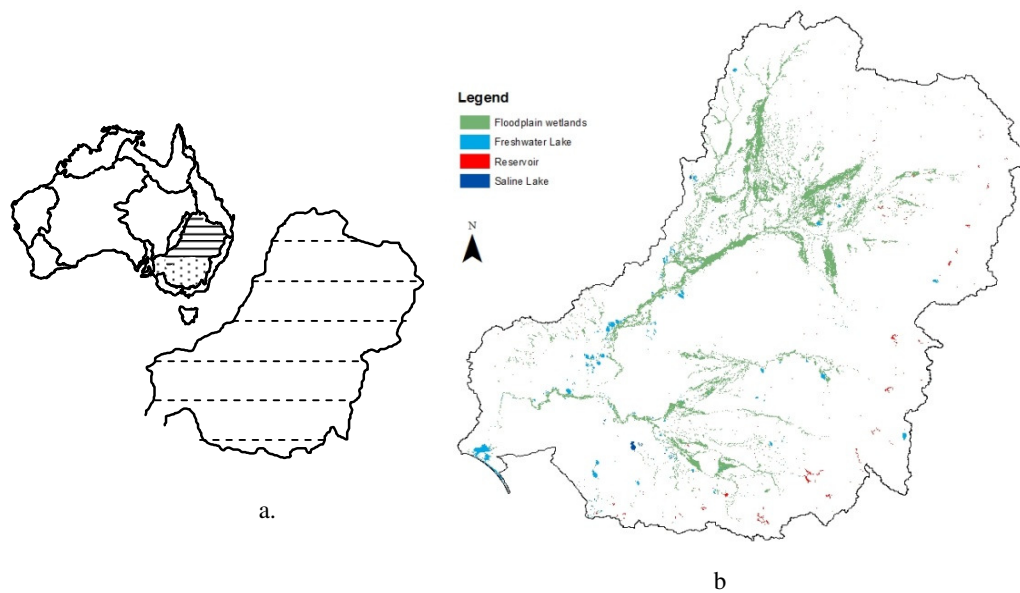 Legend
Floodplain wetlands
Freshwater Lake
Reservoir
Saline Lake
N
a.
b